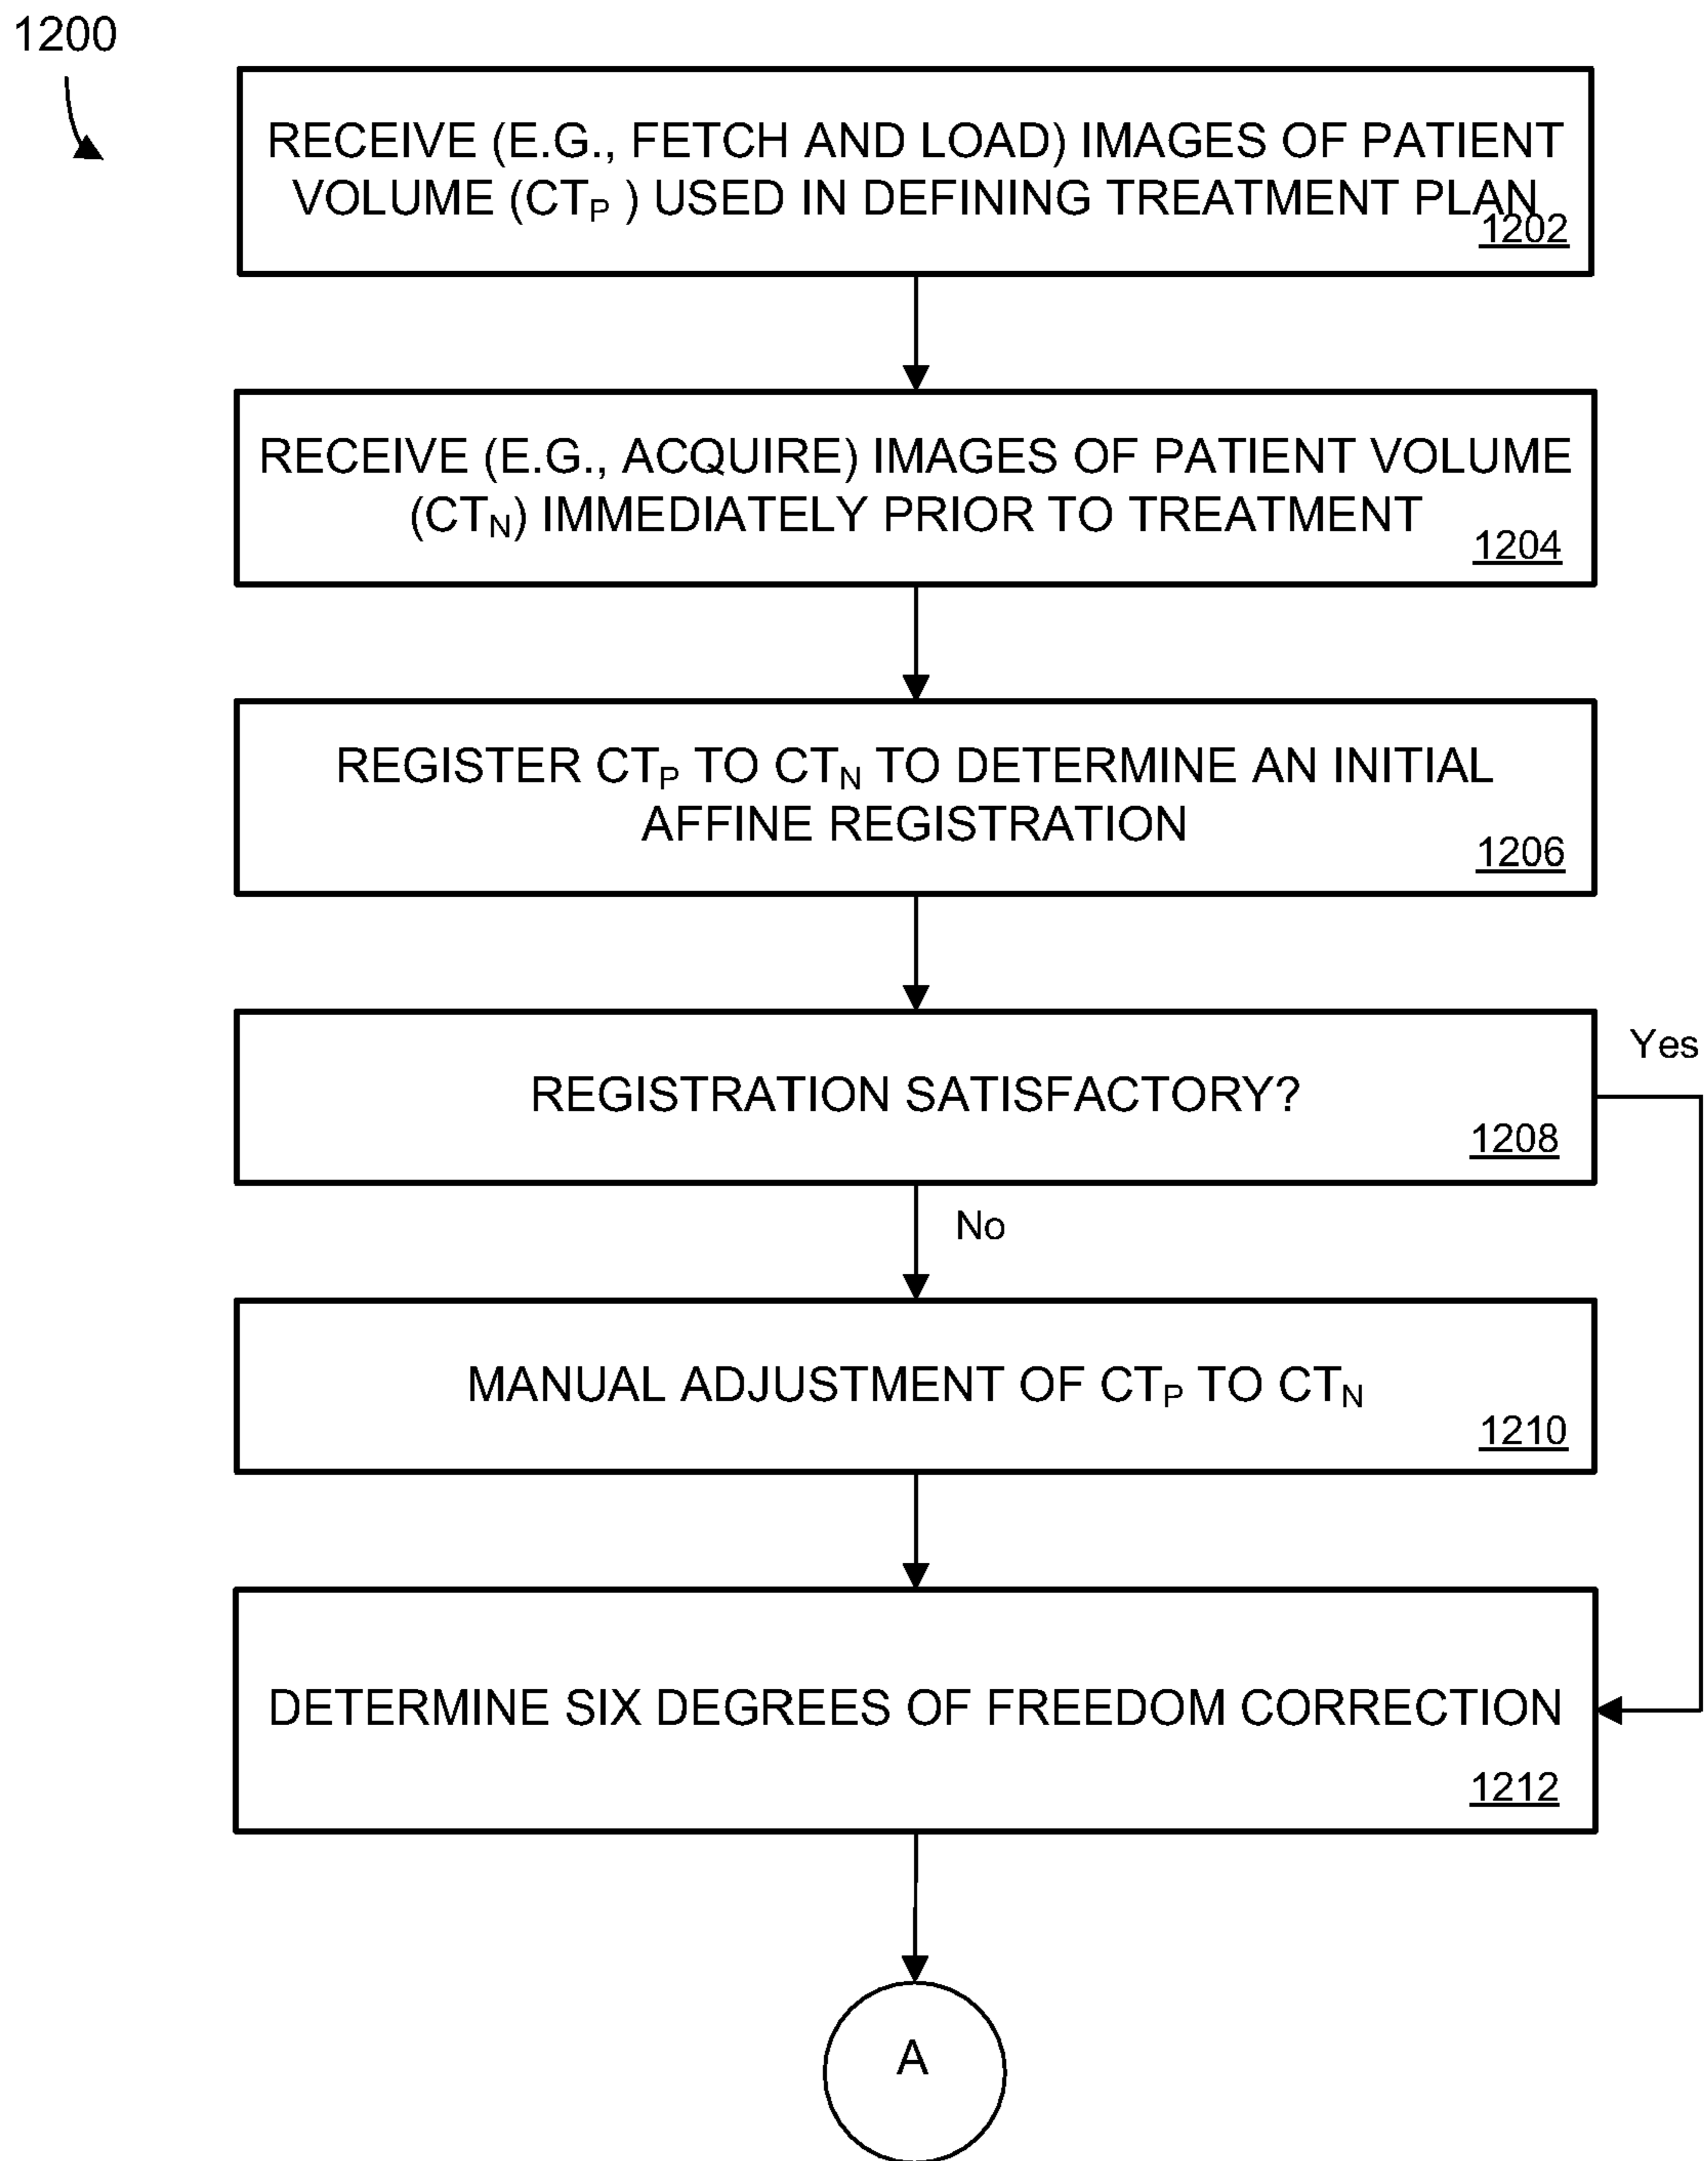 1200
RECEIVE (E.G., FETCH AND LOAD) IMAGES OF PATIENT
VOLUME (CTP ) USED IN DEFINING TREATMENT PLAN
1202
RECEIVE (E.G., ACQUIRE) IMAGES OF PATIENT VOLUME
(CTN) IMMEDIATELY PRIOR TO TREATMENT
1204
REGISTER CTP TO CTN TO DETERMINE AN INITIAL
AFFINE REGISTRATION
1206
REGISTRATION SATISFACTORY?
1208
Yes
No
MANUAL ADJUSTMENT OF CTP TO CTN
1210
DETERMINE SIX DEGREES OF FREEDOM CORRECTION
1212
A